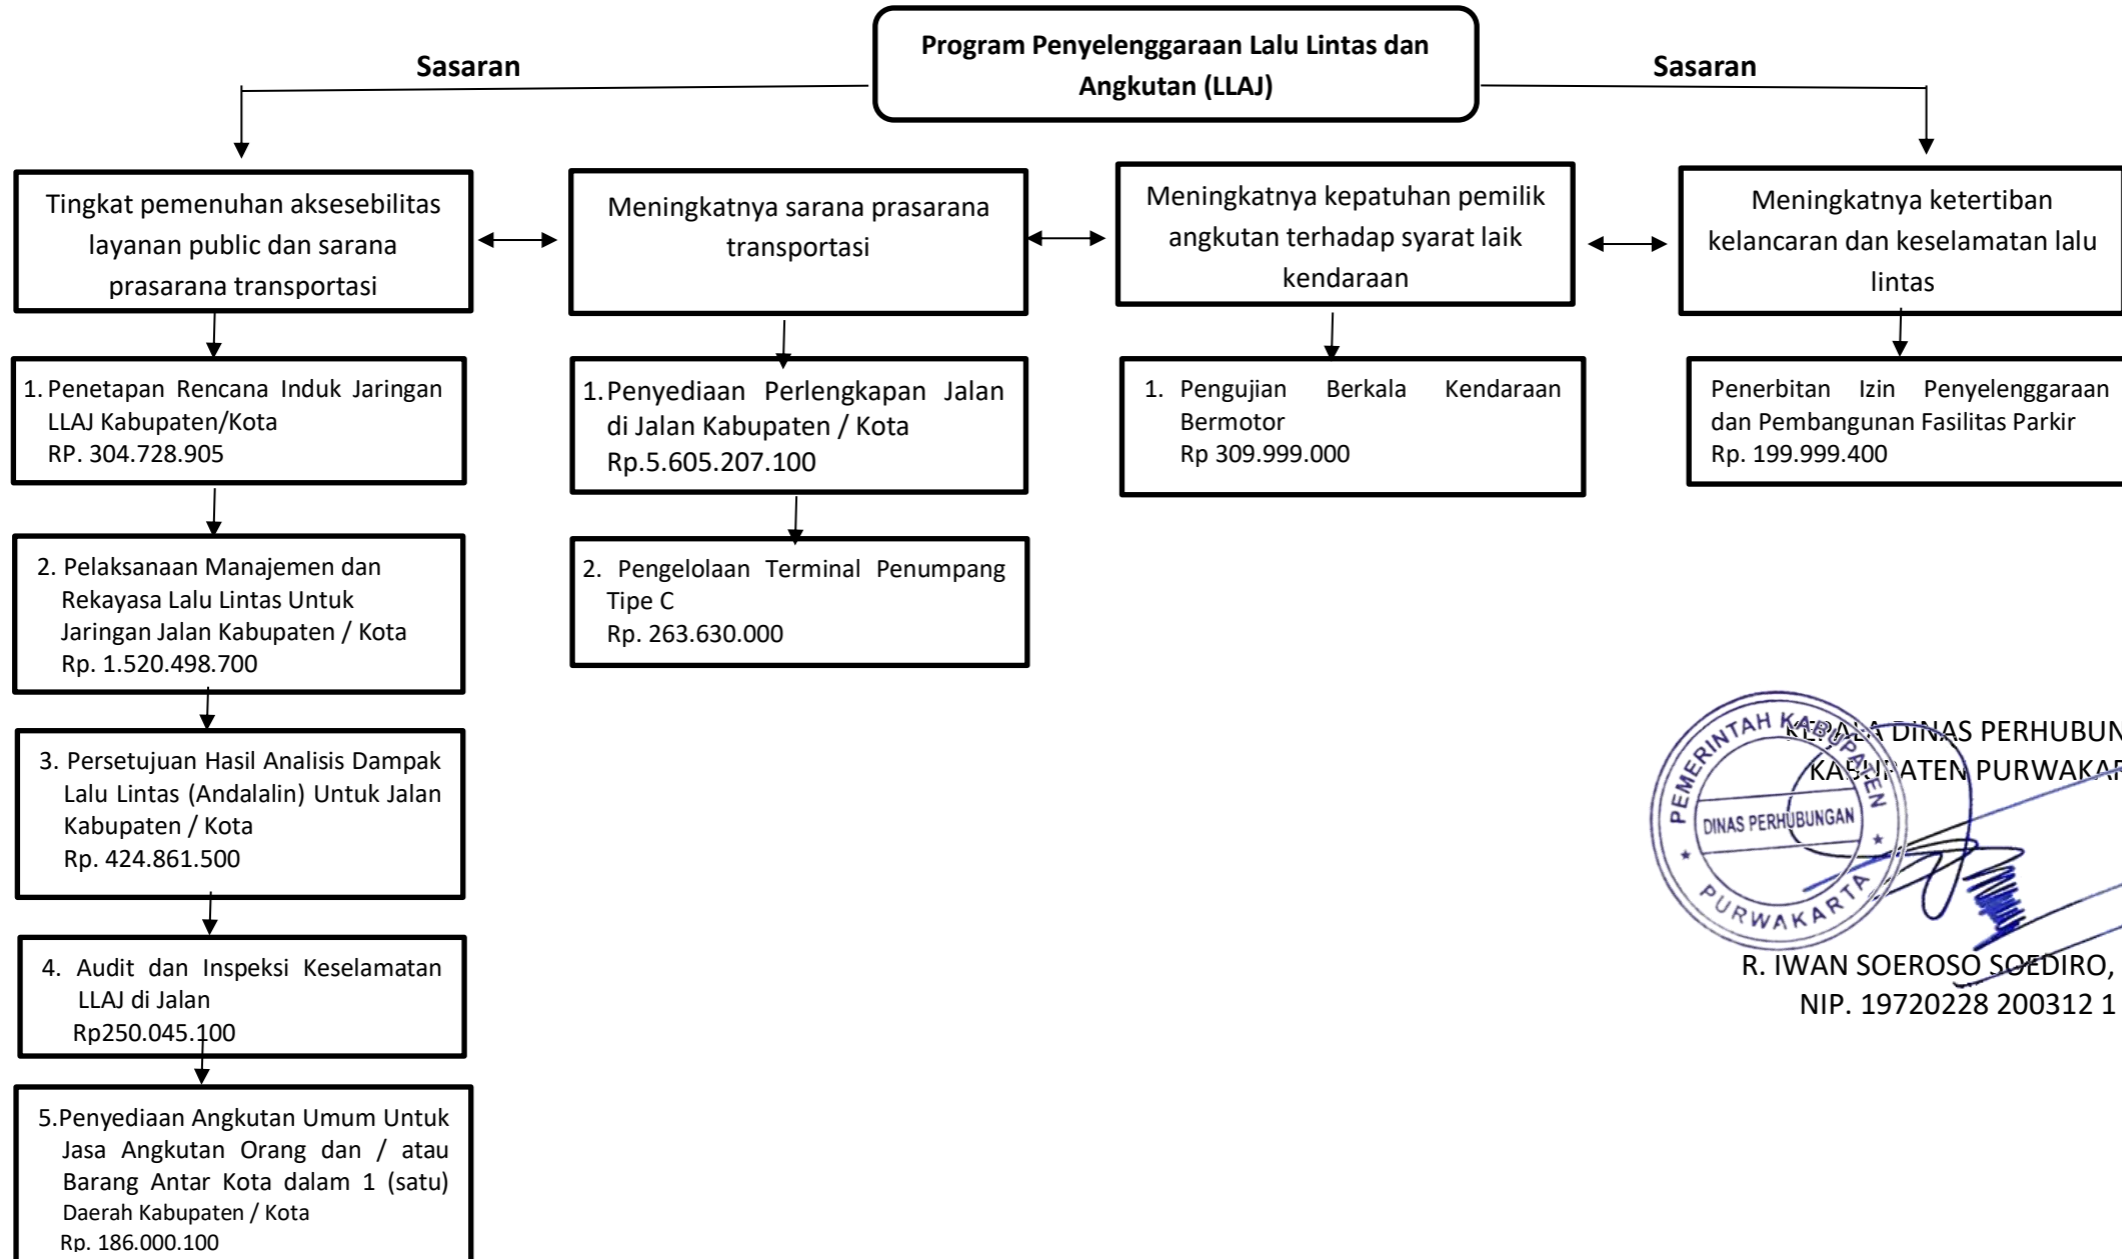 Program Penyelenggaraan Lalu Lintas dan
Angkutan (LLAJ)
Sasaran
Sasaran
Tingkat pemenuhan aksesebilitas
layanan public dan sarana
prasarana transportasi
Meningkatnya sarana prasarana
transportasi
Meningkatnya kepatuhan pemilik
angkutan terhadap syarat laik
kendaraan
Meningkatnya ketertiban
kelancaran dan keselamatan lalu
lintas
1. Penetapan Rencana Induk Jaringan
LLAJ Kabupaten/Kota
RP. 304.728.905
2. Pelaksanaan Manajemen dan
Rekayasa Lalu Lintas Untuk
Jaringan Jalan Kabupaten / Kota
Rp. 1.520.498.700
3. Persetujuan Hasil Analisis Dampak
Lalu Lintas (Andalalin) Untuk Jalan
Kabupaten / Kota
Rp. 424.861.500
4. Audit dan Inspeksi Keselamatan
LLAJ di Jalan
Rp250.045.100
5.Penyediaan Angkutan Umum Untuk
Jasa Angkutan Orang dan / atau
Barang Antar Kota dalam 1 (satu)
Daerah Kabupaten / Kota
Rp. 186.000.100
1. Penyediaan Perlengkapan Jalan
di Jalan Kabupaten / Kota
Rp.5.605.207.100
2. Pengelolaan Terminal Penumpang
Tipe C
Rp. 263.630.000
1. Pengujian Berkala Kendaraan
Bermotor
Rp 309.999.000
Penerbitan Izin Penyelenggaraan
dan Pembangunan Fasilitas Parkir
Rp. 199.999.400
KEPALA DINAS PERHUBUN
KABUPATEN PURWAKAR
PEMERINTAH KABUPATEN
DINAS PERHUBUNGAN
PURWAKARTA
R. IWAN SOEROSO SOEDIRO,
NIP. 19720228 200312 1